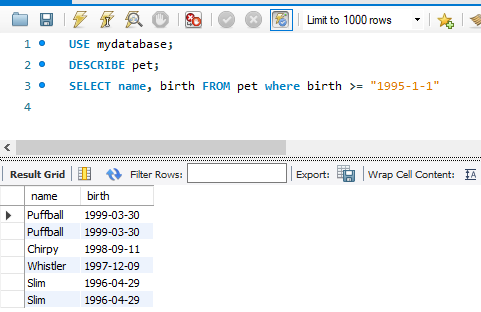 Limit to 1000 rows
1 USE mydatabase;
2 DESCRIBE pet;
3 SELECT name, birth FROM pet where birth >= "1995-1-1"
4
Result Grid Filter Rows: Export: Wrap Cell Content:
name birth
Puffball 1999-03-30
Puffball 1999-03-30
Chirpy 1998-09-11
Whistler 1997-12-09
Slim 1996-04-29
Slim 1996-04-29